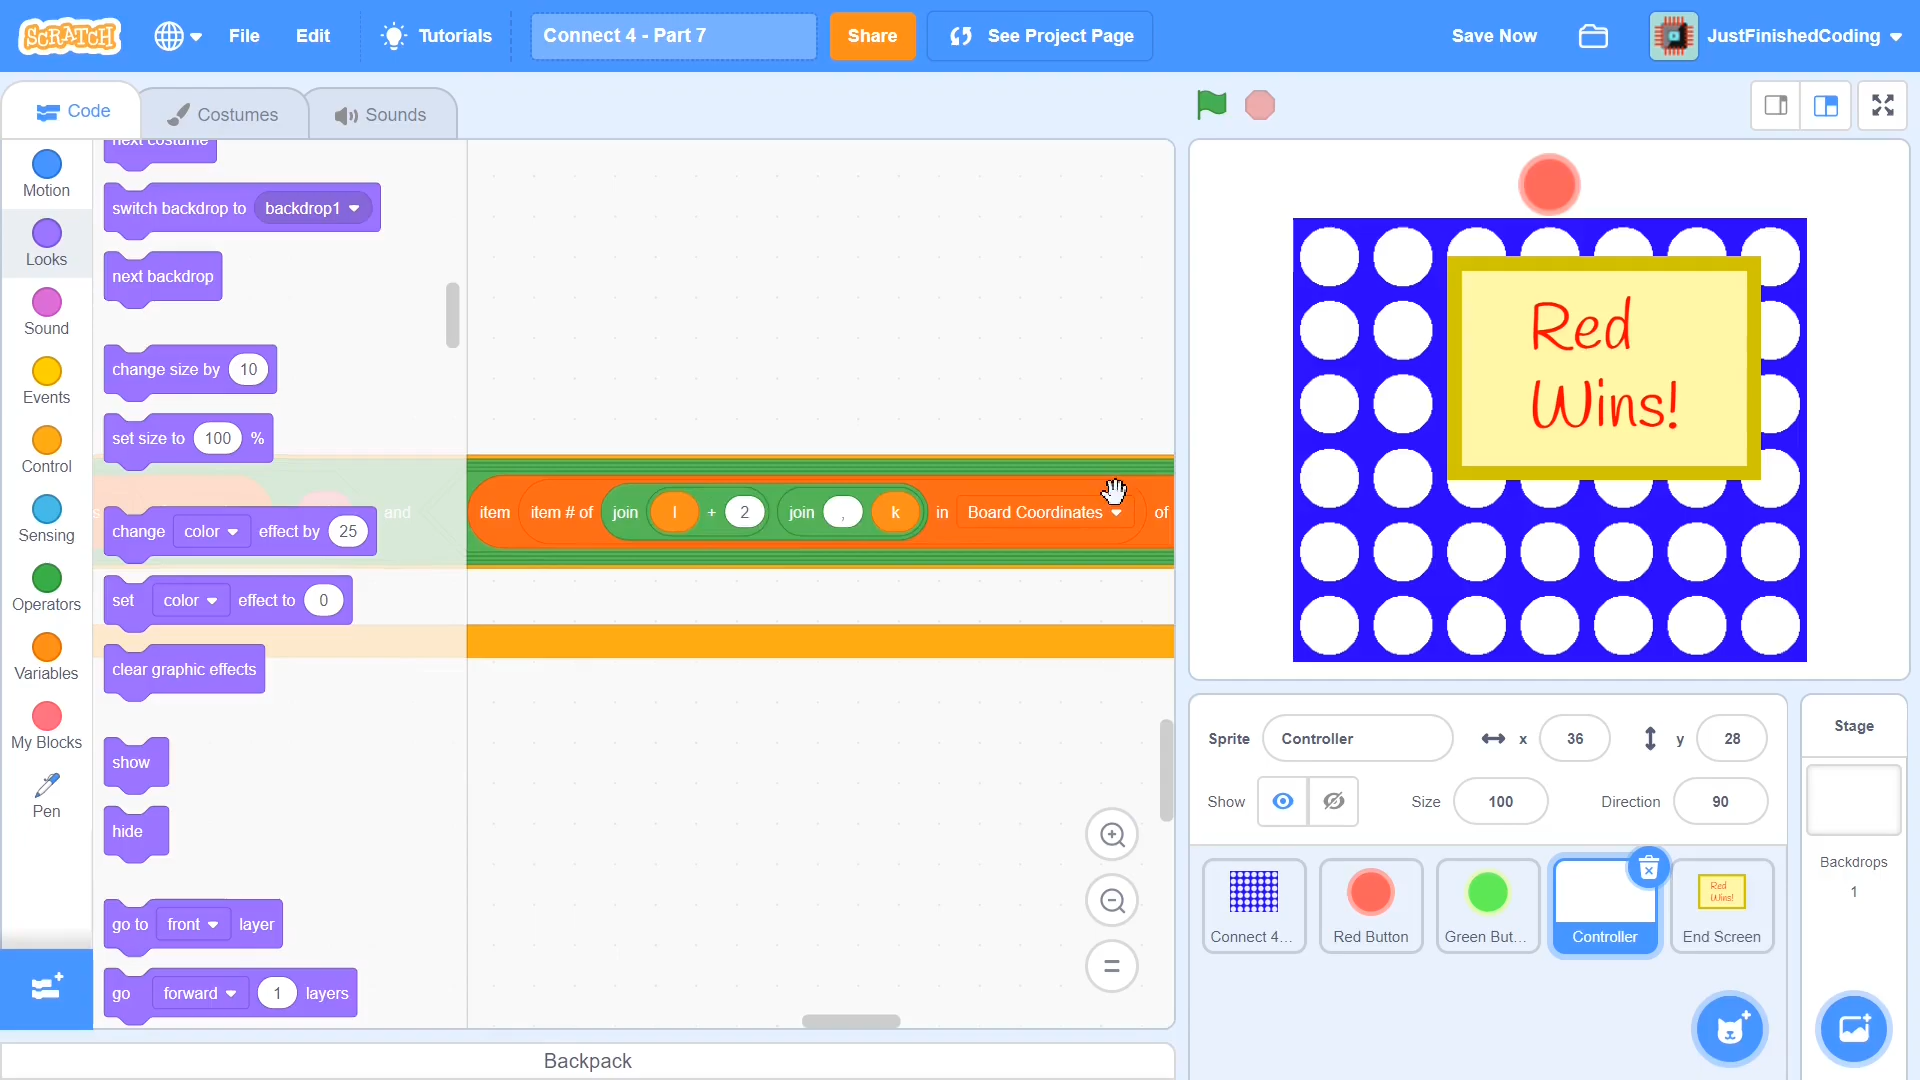 SCRATCH File Edit Tutorials Connect 4 - Part 7 Share See Project Page Save Now JustFinishedCoding
Code Costumes Sounds
Motion
Looks
Sound
Events
Control
Sensing
Operators
Variables
My Blocks
Pen
next costume
switch backdrop to backdrop1
next backdrop
change size by 10
set size to 100 %
change color effect by 25
set color effect to 0
clear graphic effects
show
hide
go to front layer
go forward 1 layers
s and item item # of join l + 2 join , k in Board Coordinates of
Backpack
Red
Wins!
Sprite Controller x 36 y 28
Show Size 100 Direction 90
Connect 4...
Red Button
Green But...
Controller
Red
Wins!
End Screen
Stage
Backdrops
1